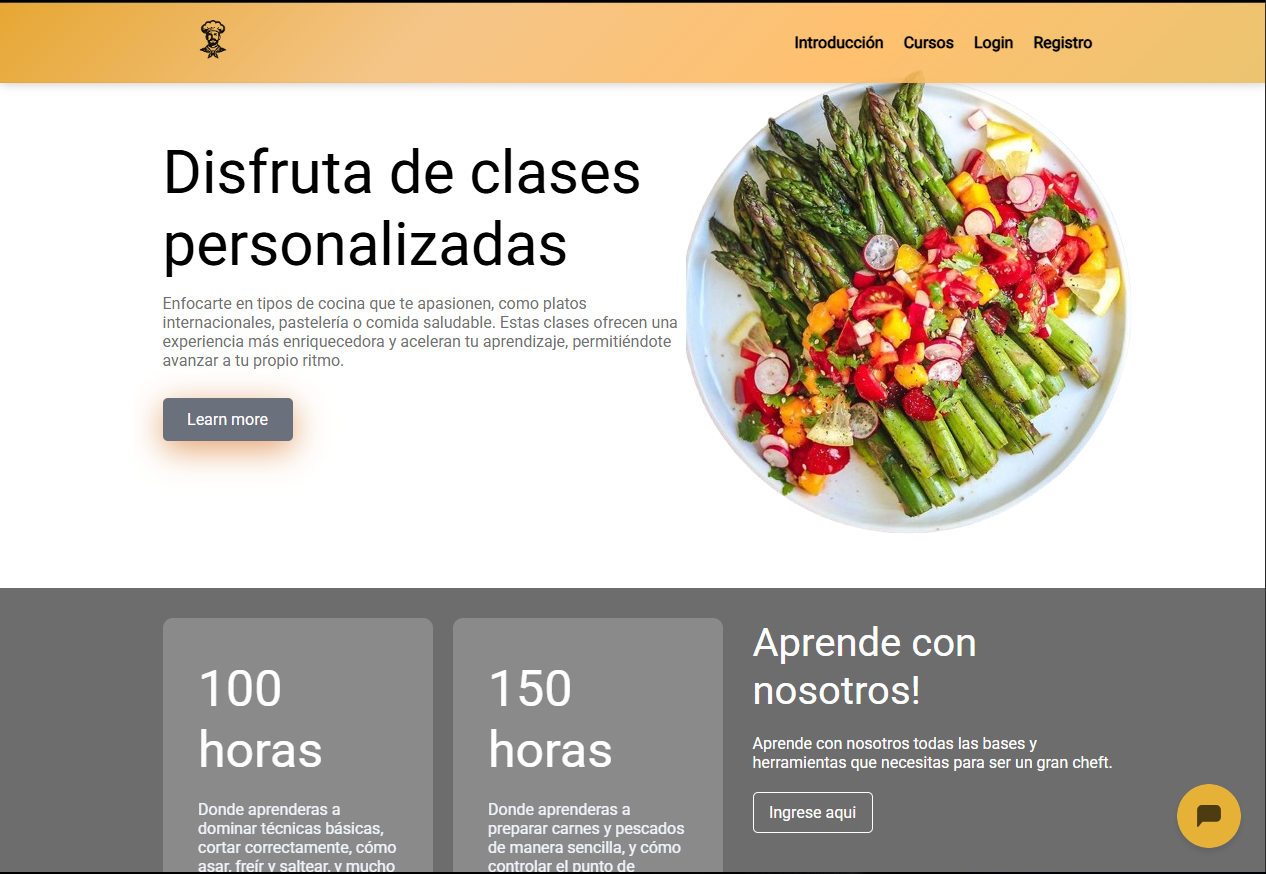 Introducción Cursos Login Registro
Disfruta de clases
personalizadas
Enfocarte en tipos de cocina que te apasionen, como platos
internacionales, pastelería o comida saludable. Estas clases ofrecen una
experiencia más enriquecedora y aceleran tu aprendizaje, permitiéndote
avanzar a tu propio ritmo.
Learn more
100
horas
Donde aprenderas a
dominar técnicas básicas,
cortar correctamente, cómo
asar, freír y saltear, y mucho
150
horas
Donde aprenderas a
preparar carnes y pescados
de manera sencilla, y cómo
controlar el punto de
Aprende con
nosotros!
Aprende con nosotros todas las bases y
herramientas que necesitas para ser un gran cheft.
Ingrese aqui